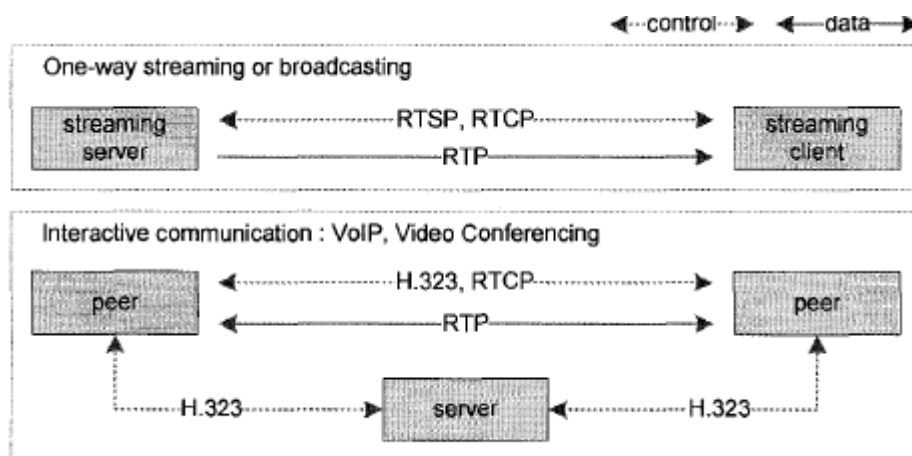 control data
One-way streaming or broadcasting
streaming server
RTSP, RTCP
RTP
streaming client
Interactive communication : VoIP, Video Conferencing
peer
H.323, RTCP
RTP
peer
H.323
server
H.323